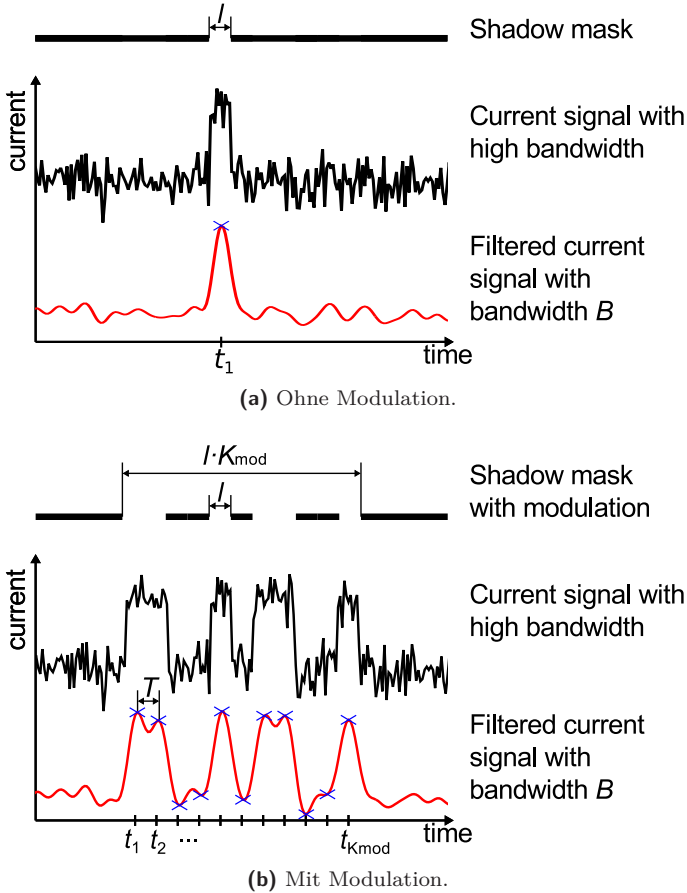 l
Shadow mask
current
Current signal with
high bandwidth
Filtered current
signal with
bandwidth B
t1
time
(a) Ohne Modulation.
l·Kmod
l
Shadow mask
with modulation
current
Current signal with
high bandwidth
T
Filtered current
signal with
bandwidth B
t1 t2 ... tKmod
time
(b) Mit Modulation.